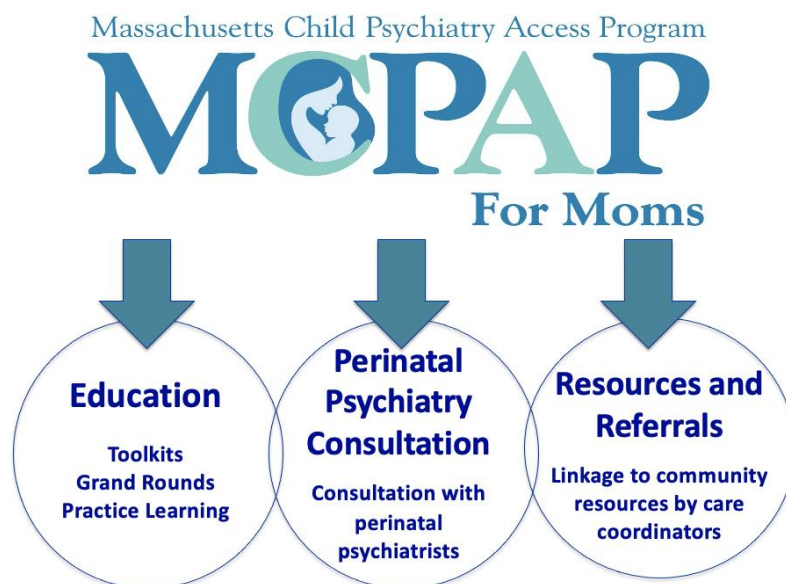 Massachusetts Child Psychiatry Access Program
MCPAP
For Moms
Education
Toolkits
Grand Rounds
Practice Learning
Perinatal
Psychiatry
Consultation
Consultation with
perinatal
psychiatrists
Resources and
Referrals
Linkage to community
resources by care
coordinators